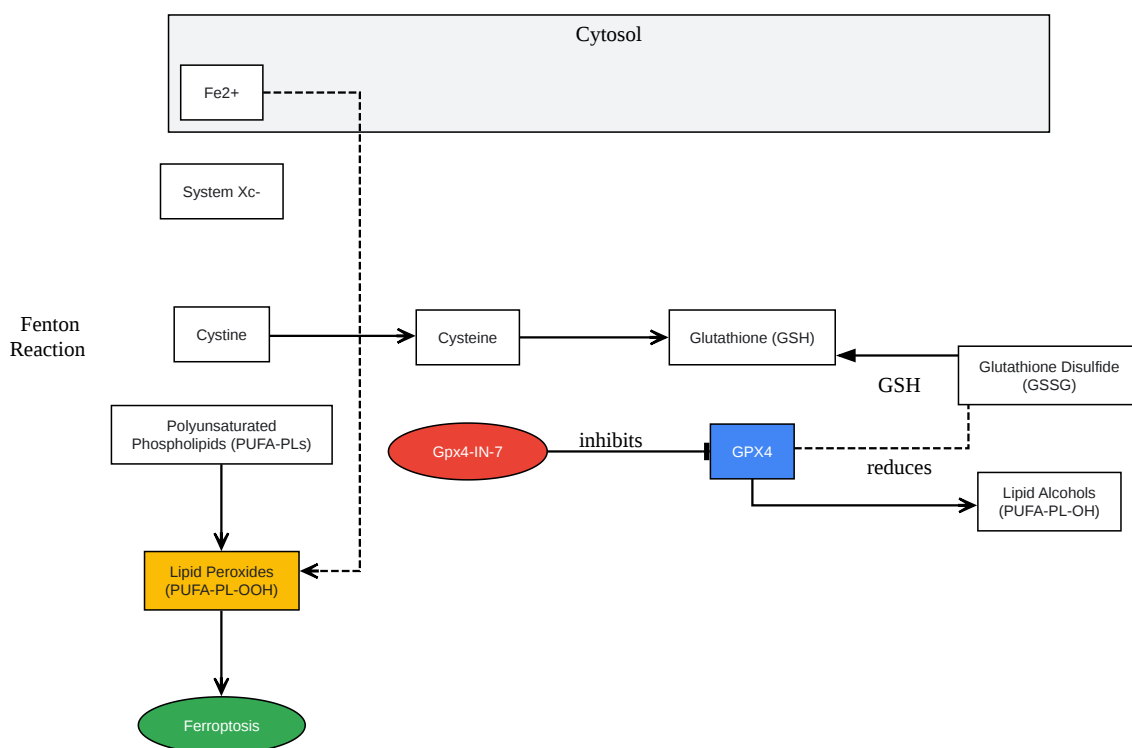 Cytosol
Fe2+
System Xc-
Fenton
Reaction
Cystine
Cysteine
Glutathione (GSH)
GSH
Glutathione Disulfide
(GSSG)
Polyunsaturated
Phospholipids (PUFA-PLs)
Gpx4-IN-7
inhibits
GPX4
reduces
Lipid Alcohols
(PUFA-PL-OH)
Lipid Peroxides
(PUFA-PL-OOH)
Ferroptosis